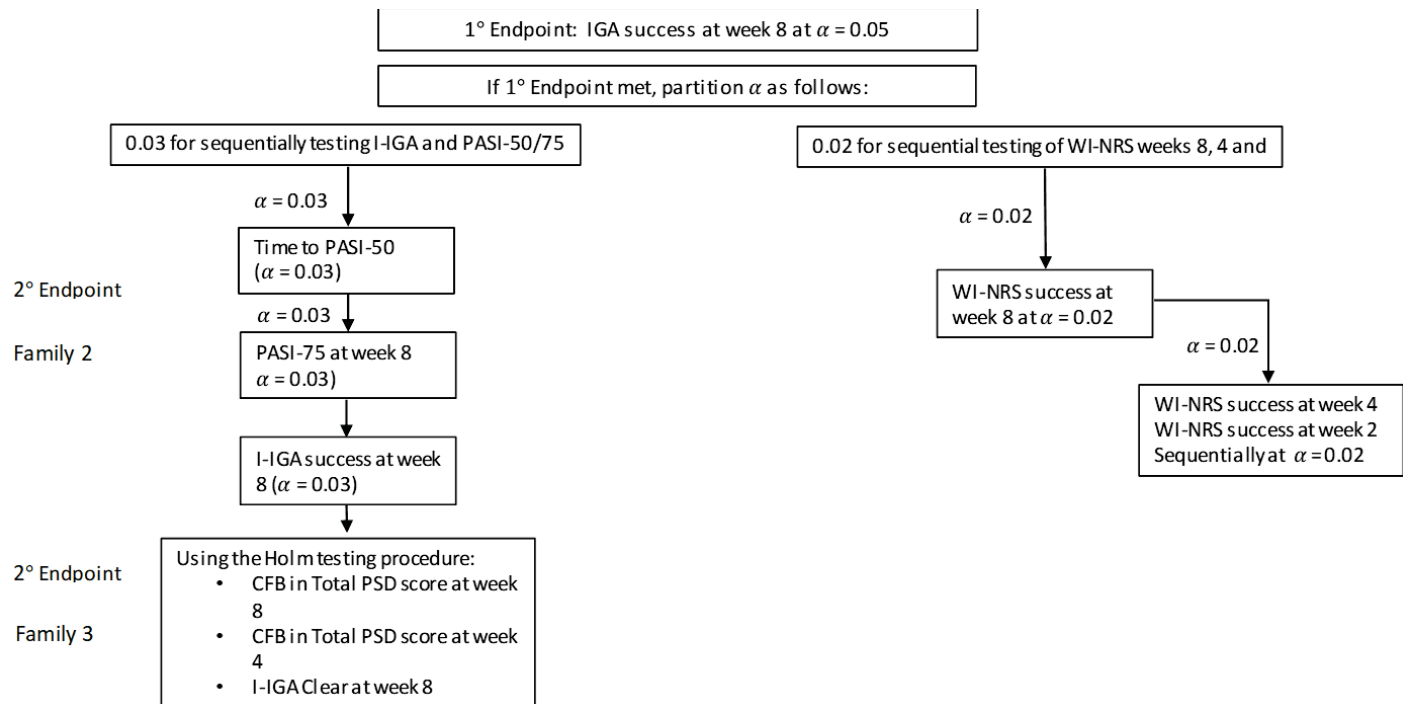 1° Endpoint: IGA success at week 8 at α = 0.05
If 1° Endpoint met, partition α as follows:
0.03 for sequentially testing I-IGA and PASI-50/75
0.02 for sequential testing of WI-NRS weeks 8, 4 and
α = 0.03
α = 0.02
Time to PASI-50
(α = 0.03)
2° Endpoint
WI-NRS success at
week 8 at α = 0.02
α = 0.03
Family 2
PASI-75 at week 8
α = 0.03)
α = 0.02
WI-NRS success at week 4
WI-NRS success at week 2
Sequentially at α = 0.02
I-IGA success at week
8 (α = 0.03)
2° Endpoint
Family 3
Using the Holm testing procedure:
• CFB in Total PSD score at week
8
• CFB in Total PSD score at week
4
• I-IGA Clear at week 8